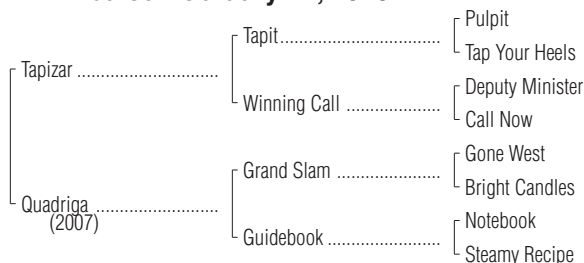 Pulpit
Tapit........................................
Tap Your Heels
Tapizar ...................................
Deputy Minister
Winning Call .......................
Call Now
Gone West
Grand Slam .........................
Bright Candles
Quadriga ..............................
(2007)
Notebook
Guidebook ...........................
Steamy Recipe